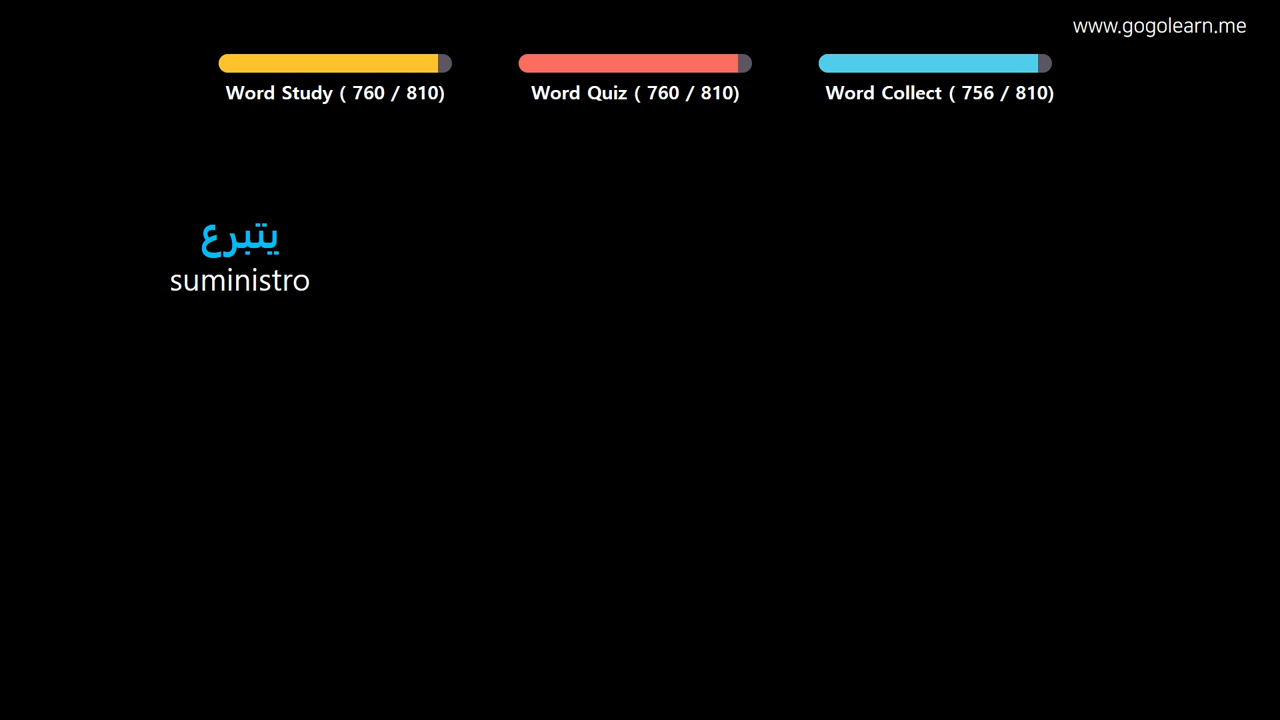 www.gogolearn.me
Word Study ( 760 / 810)
Word Quiz ( 760 / 810)
Word Collect ( 756 / 810)
يتبرع
suministro